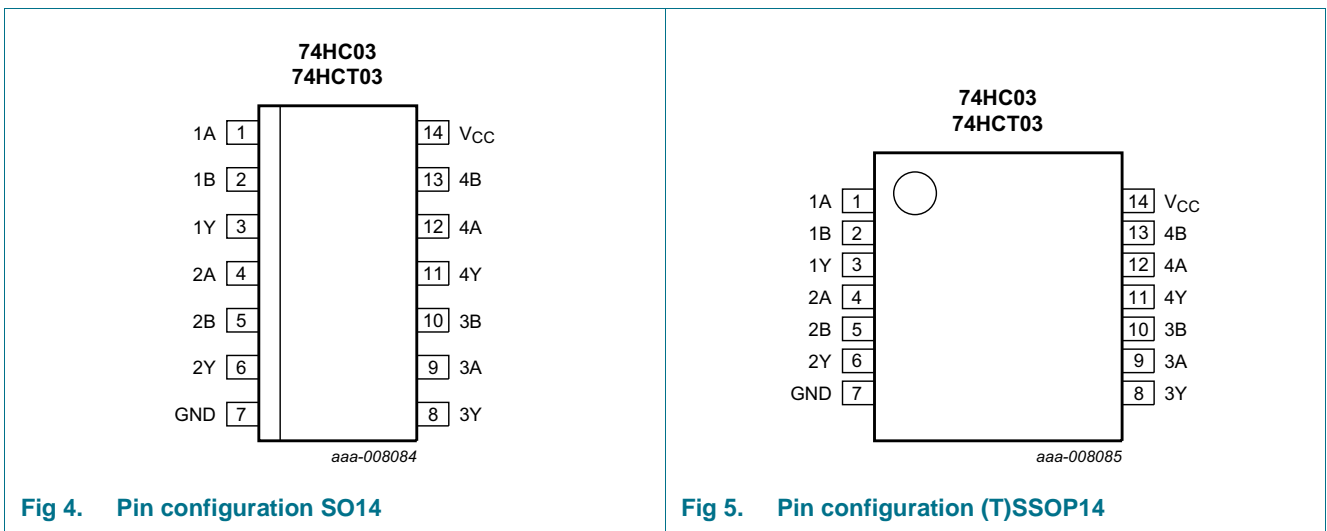 74HC03
74HCT03
1A 1 14 VCC
1B 2 13 4B
1Y 3 12 4A
2A 4 11 4Y
2B 5 10 3B
2Y 6 9 3A
GND 7 8 3Y
aaa-008084
Fig 4. Pin configuration SO14
74HC03
74HCT03
1A 1 14 VCC
1B 2 13 4B
1Y 3 12 4A
2A 4 11 4Y
2B 5 10 3B
2Y 6 9 3A
GND 7 8 3Y
aaa-008085
Fig 5. Pin configuration (T)SSOP14